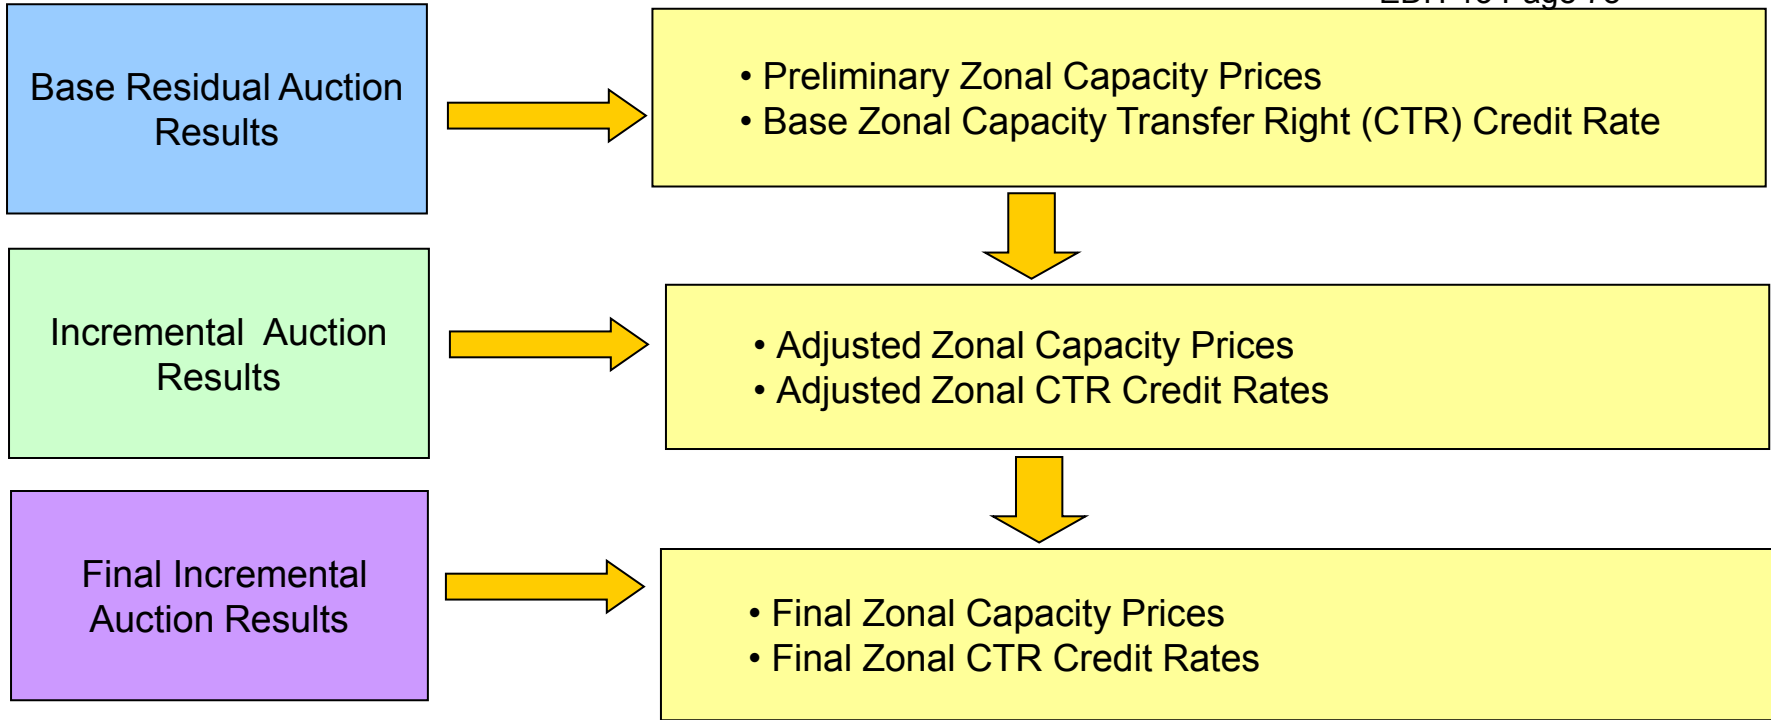 Base Residual Auction
Results
• Preliminary Zonal Capacity Prices
• Base Zonal Capacity Transfer Right (CTR) Credit Rate
Incremental Auction
Results
• Adjusted Zonal Capacity Prices
• Adjusted Zonal CTR Credit Rates
Final Incremental
Auction Results
• Final Zonal Capacity Prices
• Final Zonal CTR Credit Rates